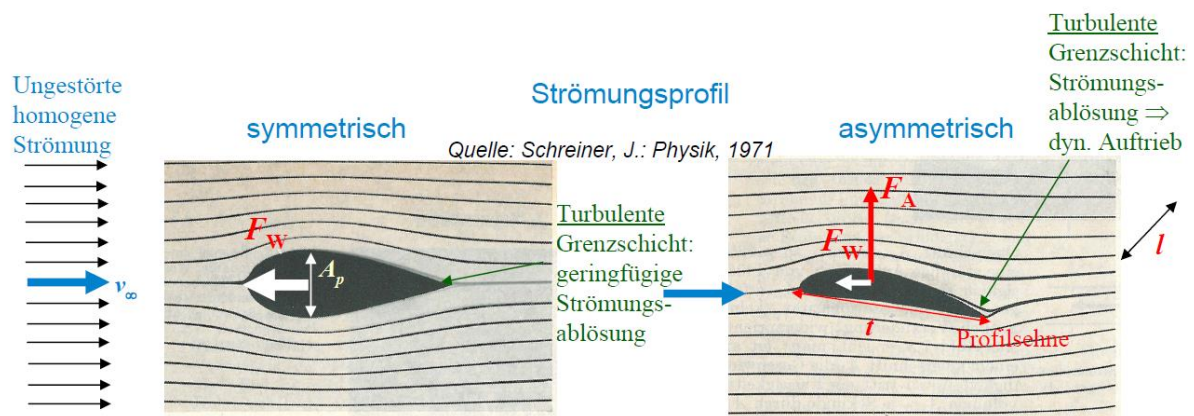 Ungestörte
homogene
Strömung
v∞
Strömungsprofil
symmetrisch
asymmetrisch
Quelle: Schreiner, J.: Physik, 1971
F_W
A_p
Turbulente
Grenzschicht:
geringfügige
Strömungs-
ablösung
Turbulente
Grenzschicht:
Strömungs-
ablösung ⇒
dyn. Auftrieb
F_A
F_W
t
Profilsehne
l